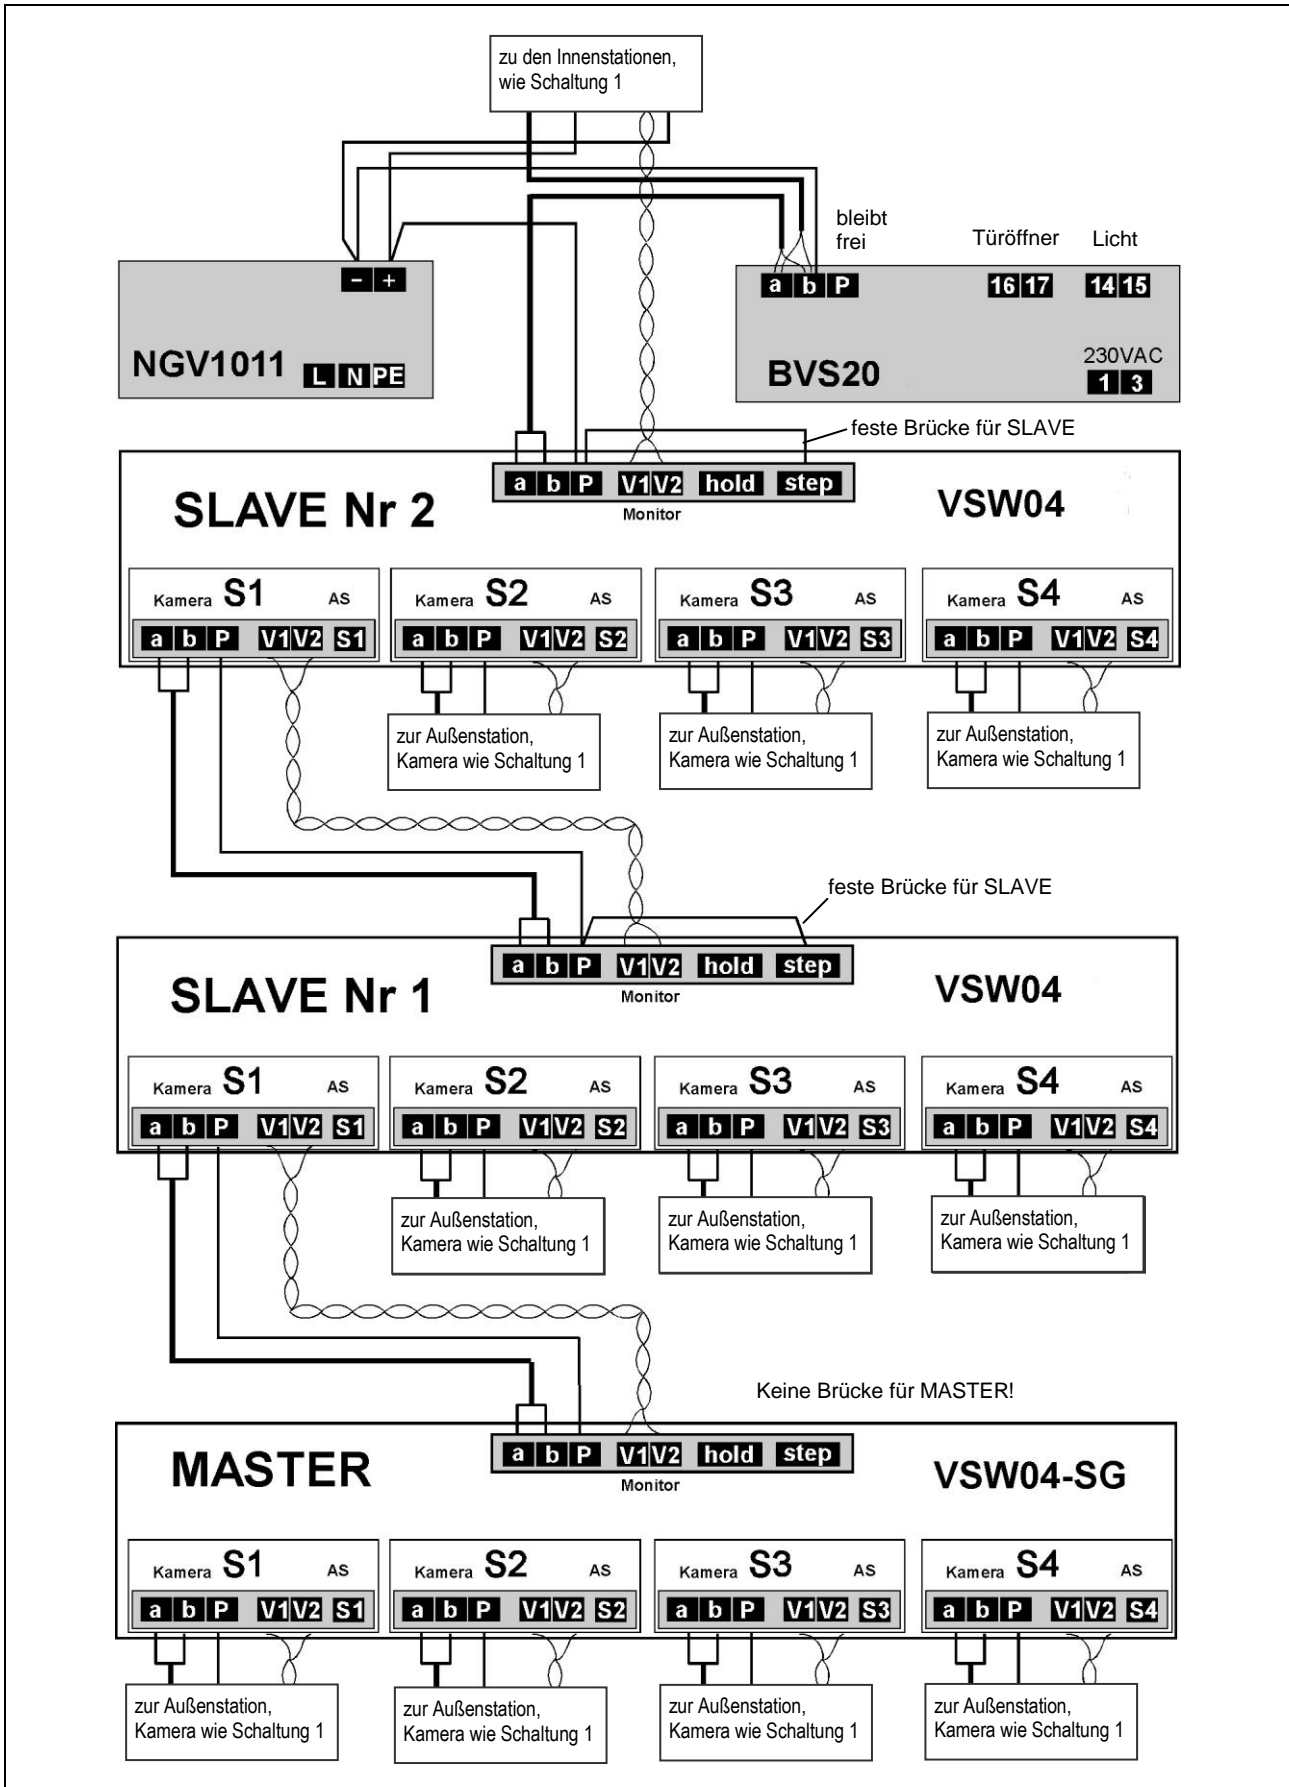 zu den Innenstationen,
wie Schaltung 1
bleibt
frei
Türöffner
Licht
- +
a b P
16 17
14 15
NGV1011
L N PE
230VAC
BVS20
1 3
feste Brücke für SLAVE
SLAVE Nr 2
a b P V1 V2 hold step
Monitor
VSW04
Kamera S1 AS
Kamera S2 AS
Kamera S3 AS
Kamera S4 AS
a b P V1 V2 S1
a b P V1 V2 S2
a b P V1 V2 S3
a b P V1 V2 S4
zur Außenstation,
Kamera wie Schaltung 1
zur Außenstation,
Kamera wie Schaltung 1
zur Außenstation,
Kamera wie Schaltung 1
feste Brücke für SLAVE
SLAVE Nr 1
a b P V1 V2 hold step
Monitor
VSW04
Kamera S1 AS
Kamera S2 AS
Kamera S3 AS
Kamera S4 AS
a b P V1 V2 S1
a b P V1 V2 S2
a b P V1 V2 S3
a b P V1 V2 S4
zur Außenstation,
Kamera wie Schaltung 1
zur Außenstation,
Kamera wie Schaltung 1
zur Außenstation,
Kamera wie Schaltung 1
Keine Brücke für MASTER!
MASTER
a b P V1 V2 hold step
Monitor
VSW04-SG
Kamera S1 AS
Kamera S2 AS
Kamera S3 AS
Kamera S4 AS
a b P V1 V2 S1
a b P V1 V2 S2
a b P V1 V2 S3
a b P V1 V2 S4
zur Außenstation,
Kamera wie Schaltung 1
zur Außenstation,
Kamera wie Schaltung 1
zur Außenstation,
Kamera wie Schaltung 1
zur Außenstation,
Kamera wie Schaltung 1